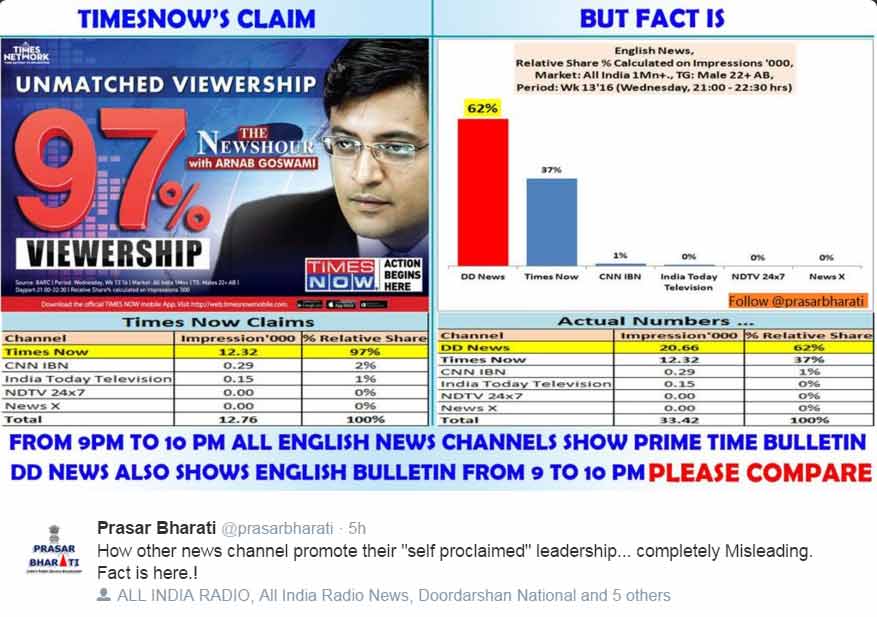 TIMESNOW'S CLAIM
TIMES
NETWORK
UNMATCHED VIEWERSHIP
97%
THE
NEWSHOUR
with ARNAB GOSWAMI
VIEWERSHIP
TIMES
NOW
ACTION
BEGINS
HERE
Source: BARC | Period: Wednesday, Wk 13'16 | Market: All India 1Mn+ | TG: Males 22+ AB |
Daypart 21:00-22:30 | Relative Share% calculated on Impressions '000
Download the official TIMES NOW mobile App. Visit http://web.timesnowmobile.com.
Times Now Claims
Channel Impression'000 % Relative Share
Times Now 12.32 97%
CNN IBN 0.29 2%
India Today Television 0.15 1%
NDTV 24x7 0.00 0%
News X 0.00 0%
Total 12.76 100%
BUT FACT IS
English News,
Relative Share % Calculated on Impressions '000,
Market: All India 1Mn+., TG: Male 22+ AB,
Period: Wk 13'16 (Wednesday, 21:00 - 22:30 hrs)
62%
37%
1%
0%
0%
0%
DD News
Times Now
CNN IBN
India Today
Television
NDTV 24x7
News X
Follow @prasarbharati
Actual Numbers ...
Channel Impression'000 % Relative Share
DD News 20.66 62%
Times Now 12.32 37%
CNN IBN 0.29 1%
India Today Television 0.15 0%
NDTV 24x7 0.00 0%
News X 0.00 0%
Total 33.42 100%
FROM 9PM TO 10 PM ALL ENGLISH NEWS CHANNELS SHOW PRIME TIME BULLETIN
DD NEWS ALSO SHOWS ENGLISH BULLETIN FROM 9 TO 10 PM PLEASE COMPARE
PRASAR
BHARATI
Prasar Bharati @prasarbharati · 5h
How other news channel promote their "self proclaimed" leadership... completely Misleading.
Fact is here.!
ALL INDIA RADIO, All India Radio News, Doordarshan National and 5 others